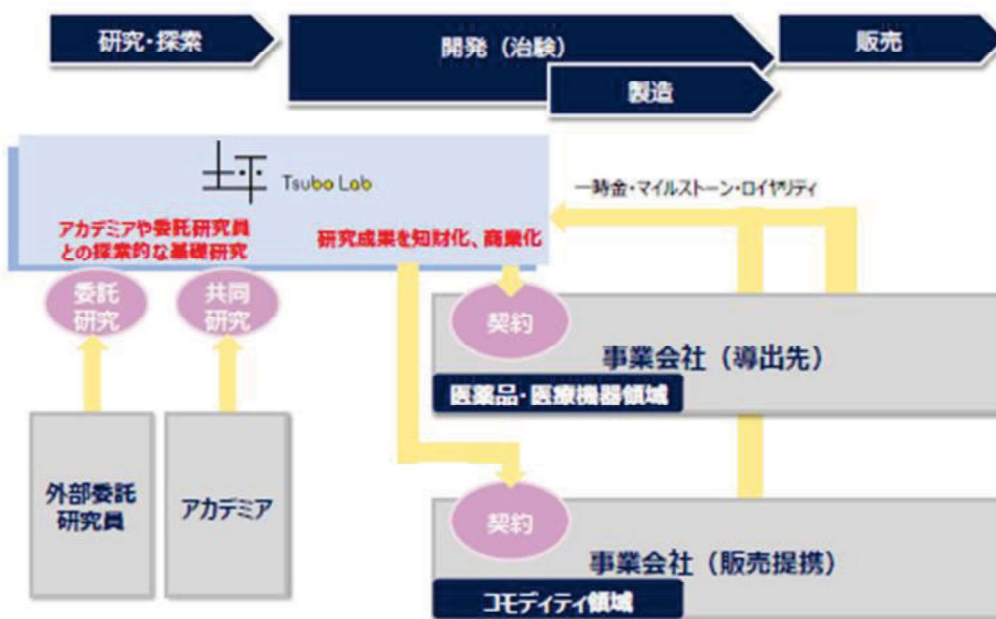 研究・探索
開発（治験）
販売
製造
坪
Tsubo Lab
一時金・マイルストーン・ロイヤリティ
アカデミアや委託研究員
との探索的な基礎研究
研究成果を知財化、商業化
委託
研究
共同
研究
契約
事業会社（導出先）
医薬品・医療機器領域
外部委託
研究員
アカデミア
契約
事業会社（販売提携）
コモディティ領域